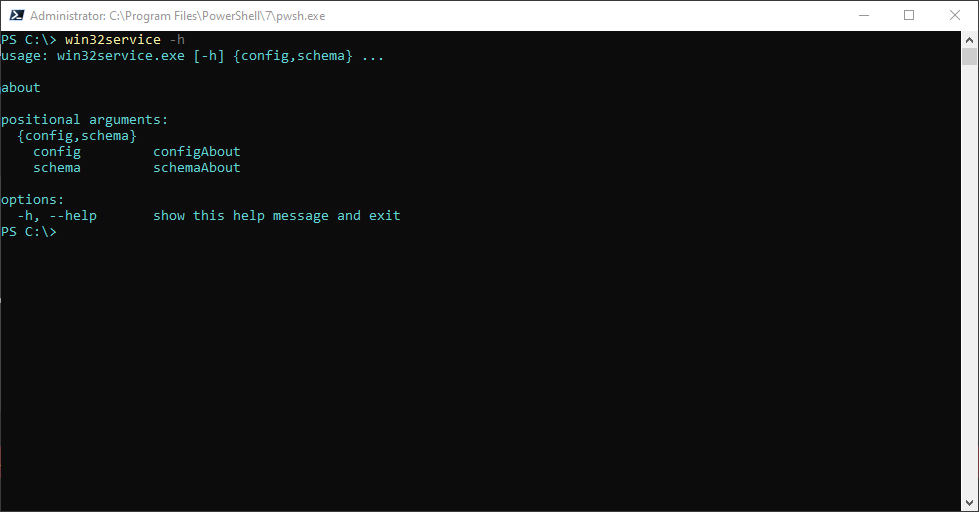 Administrator: C:\Program Files\PowerShell\7\pwsh.exe
PS C:\> win32service -h
usage: win32service.exe [-h] {config,schema} ...
about
positional arguments:
  {config,schema}
    config         configAbout
    schema         schemaAbout
options:
  -h, --help       show this help message and exit
PS C:\>